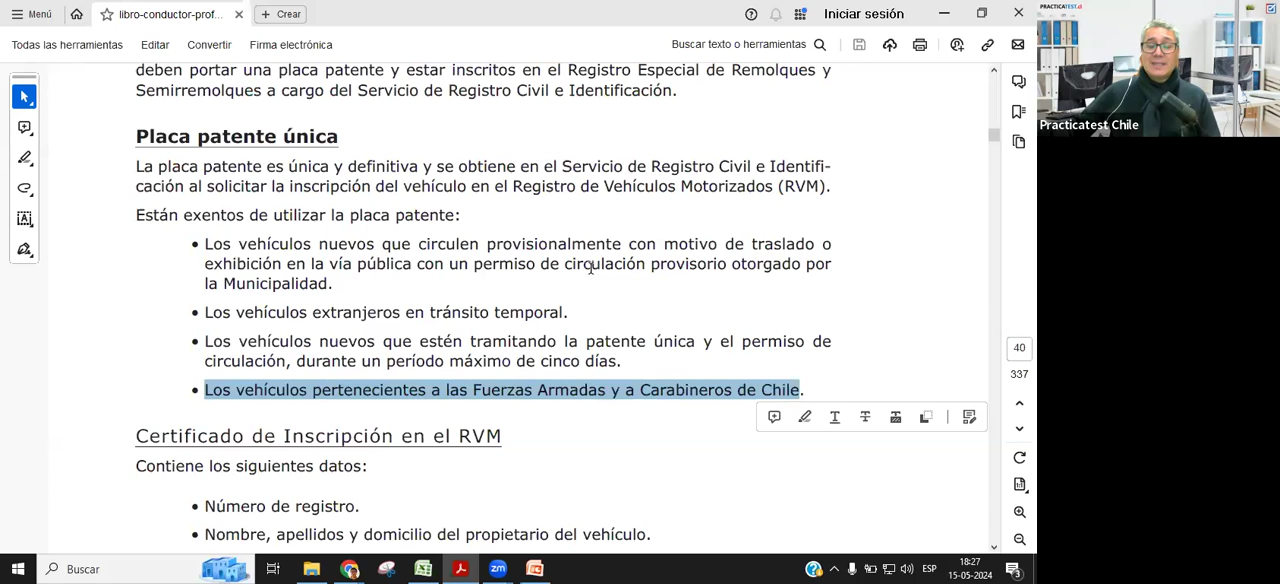 Menú
libro-conductor-prof...
Crear
Iniciar sesión
Todas las herramientas
Editar
Convertir
Firma electrónica
Buscar texto o herramientas
deben portar una placa patente y estar inscritos en el Registro Especial de Remolques y
Semirremolques a cargo del Servicio de Registro Civil e Identificación.
Placa patente única
La placa patente es única y definitiva y se obtiene en el Servicio de Registro Civil e Identifi-
cación al solicitar la inscripción del vehículo en el Registro de Vehículos Motorizados (RVM).
Están exentos de utilizar la placa patente:
• Los vehículos nuevos que circulen provisionalmente con motivo de traslado o
exhibición en la vía pública con un permiso de circulación provisorio otorgado por
la Municipalidad.
• Los vehículos extranjeros en tránsito temporal.
• Los vehículos nuevos que estén tramitando la patente única y el permiso de
circulación, durante un período máximo de cinco días.
• Los vehículos pertenecientes a las Fuerzas Armadas y a Carabineros de Chile.
Certificado de Inscripción en el RVM
Contiene los siguientes datos:
• Número de registro.
• Nombre, apellidos y domicilio del propietario del vehículo.
40
337
PRACTICATEST.cl
Practicatest Chile
Buscar
ESP
18:27
15-05-2024
3